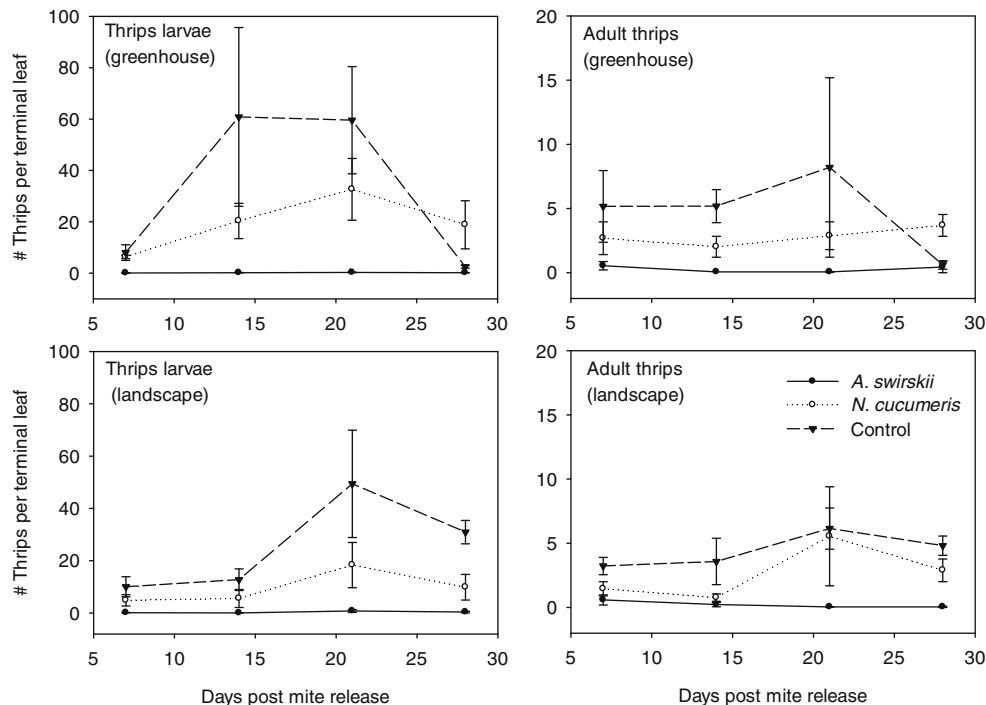 # Thrips per terminal leaf
100
80
60
40
20
0
Thrips larvae
(greenhouse)
5 10 15 20 25 30
20
15
10
5
0
Adult thrips
(greenhouse)
5 10 15 20 25 30
# Thrips per terminal leaf
100
80
60
40
20
0
Thrips larvae
(landscape)
5 10 15 20 25 30
Days post mite release
20
15
10
5
0
Adult thrips
(landscape)
A. swirskii
N. cucumeris
Control
5 10 15 20 25 30
Days post mite release